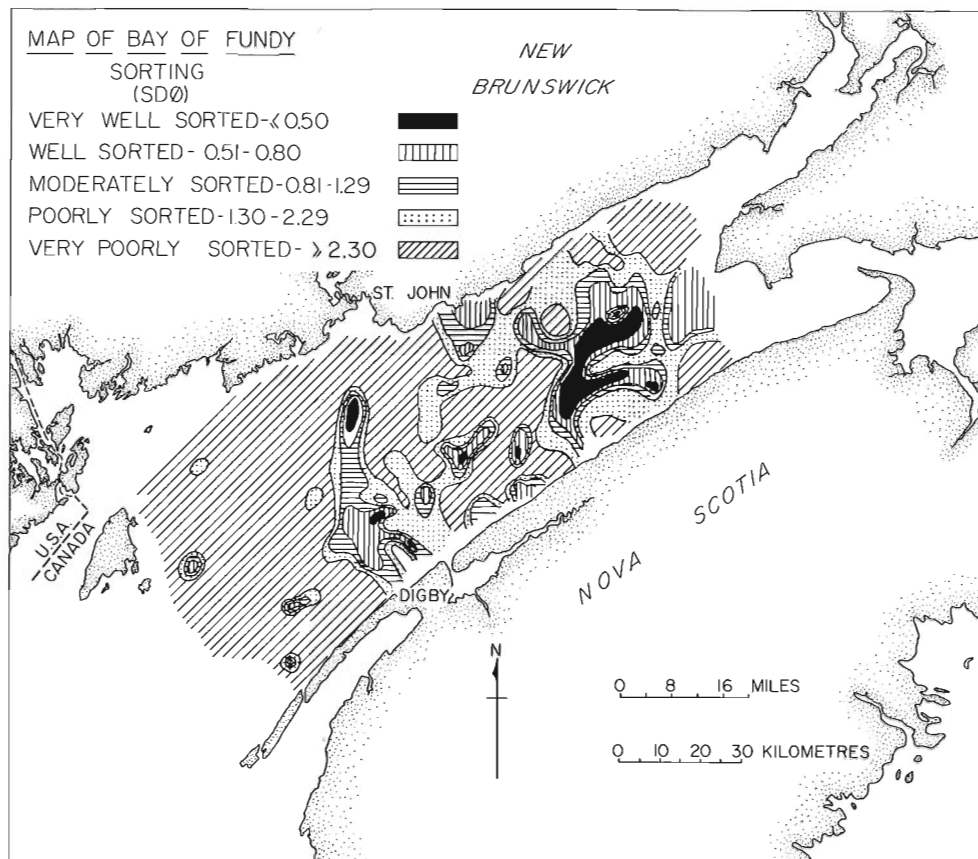 MAP OF BAY OF FUNDY
SORTING
(SDØ)
VERY WELL SORTED-≤0.50
WELL SORTED- 0.51-0.80
MODERATELY SORTED-0.81-1.29
POORLY SORTED-1.30-2.29
VERY POORLY SORTED- ≥2.30
NEW
BRUNSWICK
ST. JOHN
U.S.A.
CANADA
DIGBY
NOVA SCOTIA
N
0 8 16 MILES
0 10 20 30 KILOMETRES